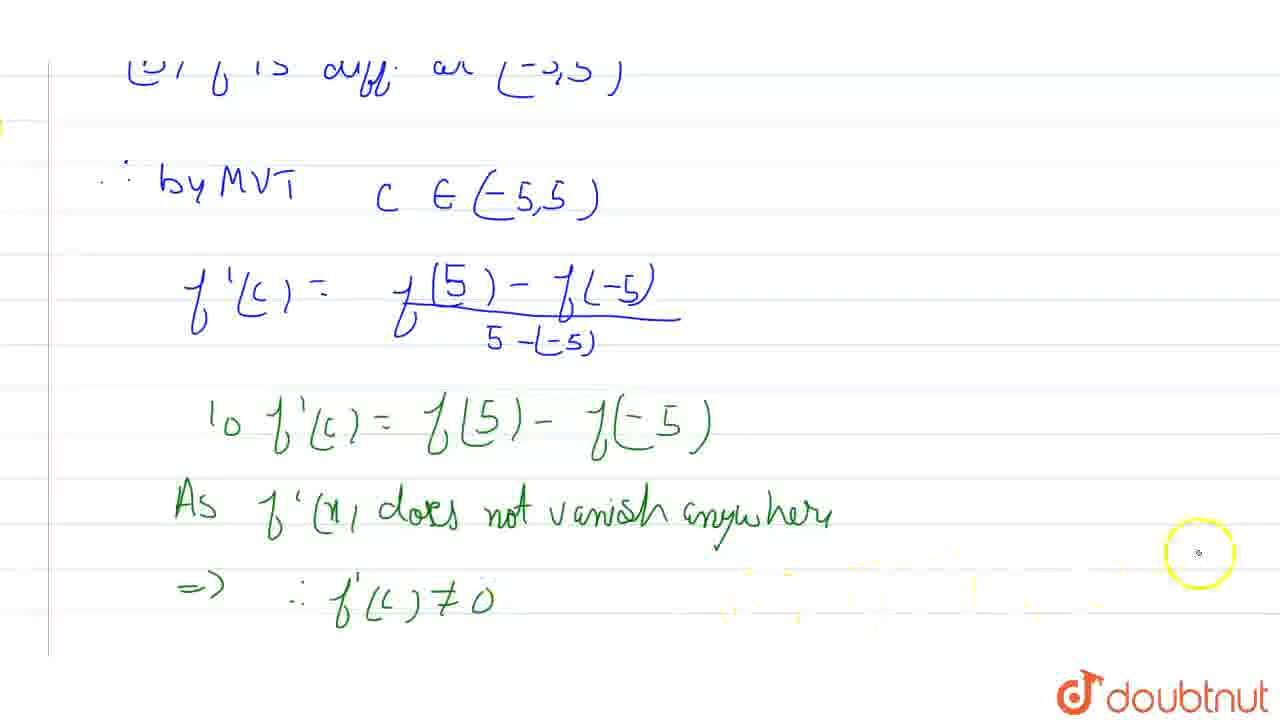 f is diff. at (-5,5)
∴ by MVT c ∈ (-5,5)
f'(c) = f(5) - f(-5)
5-(-5)
10 f'(c) = f(5) - f(-5)
As f'(x) does not vanish anywhere
=> ∴ f'(c) ≠ 0
doubtnut